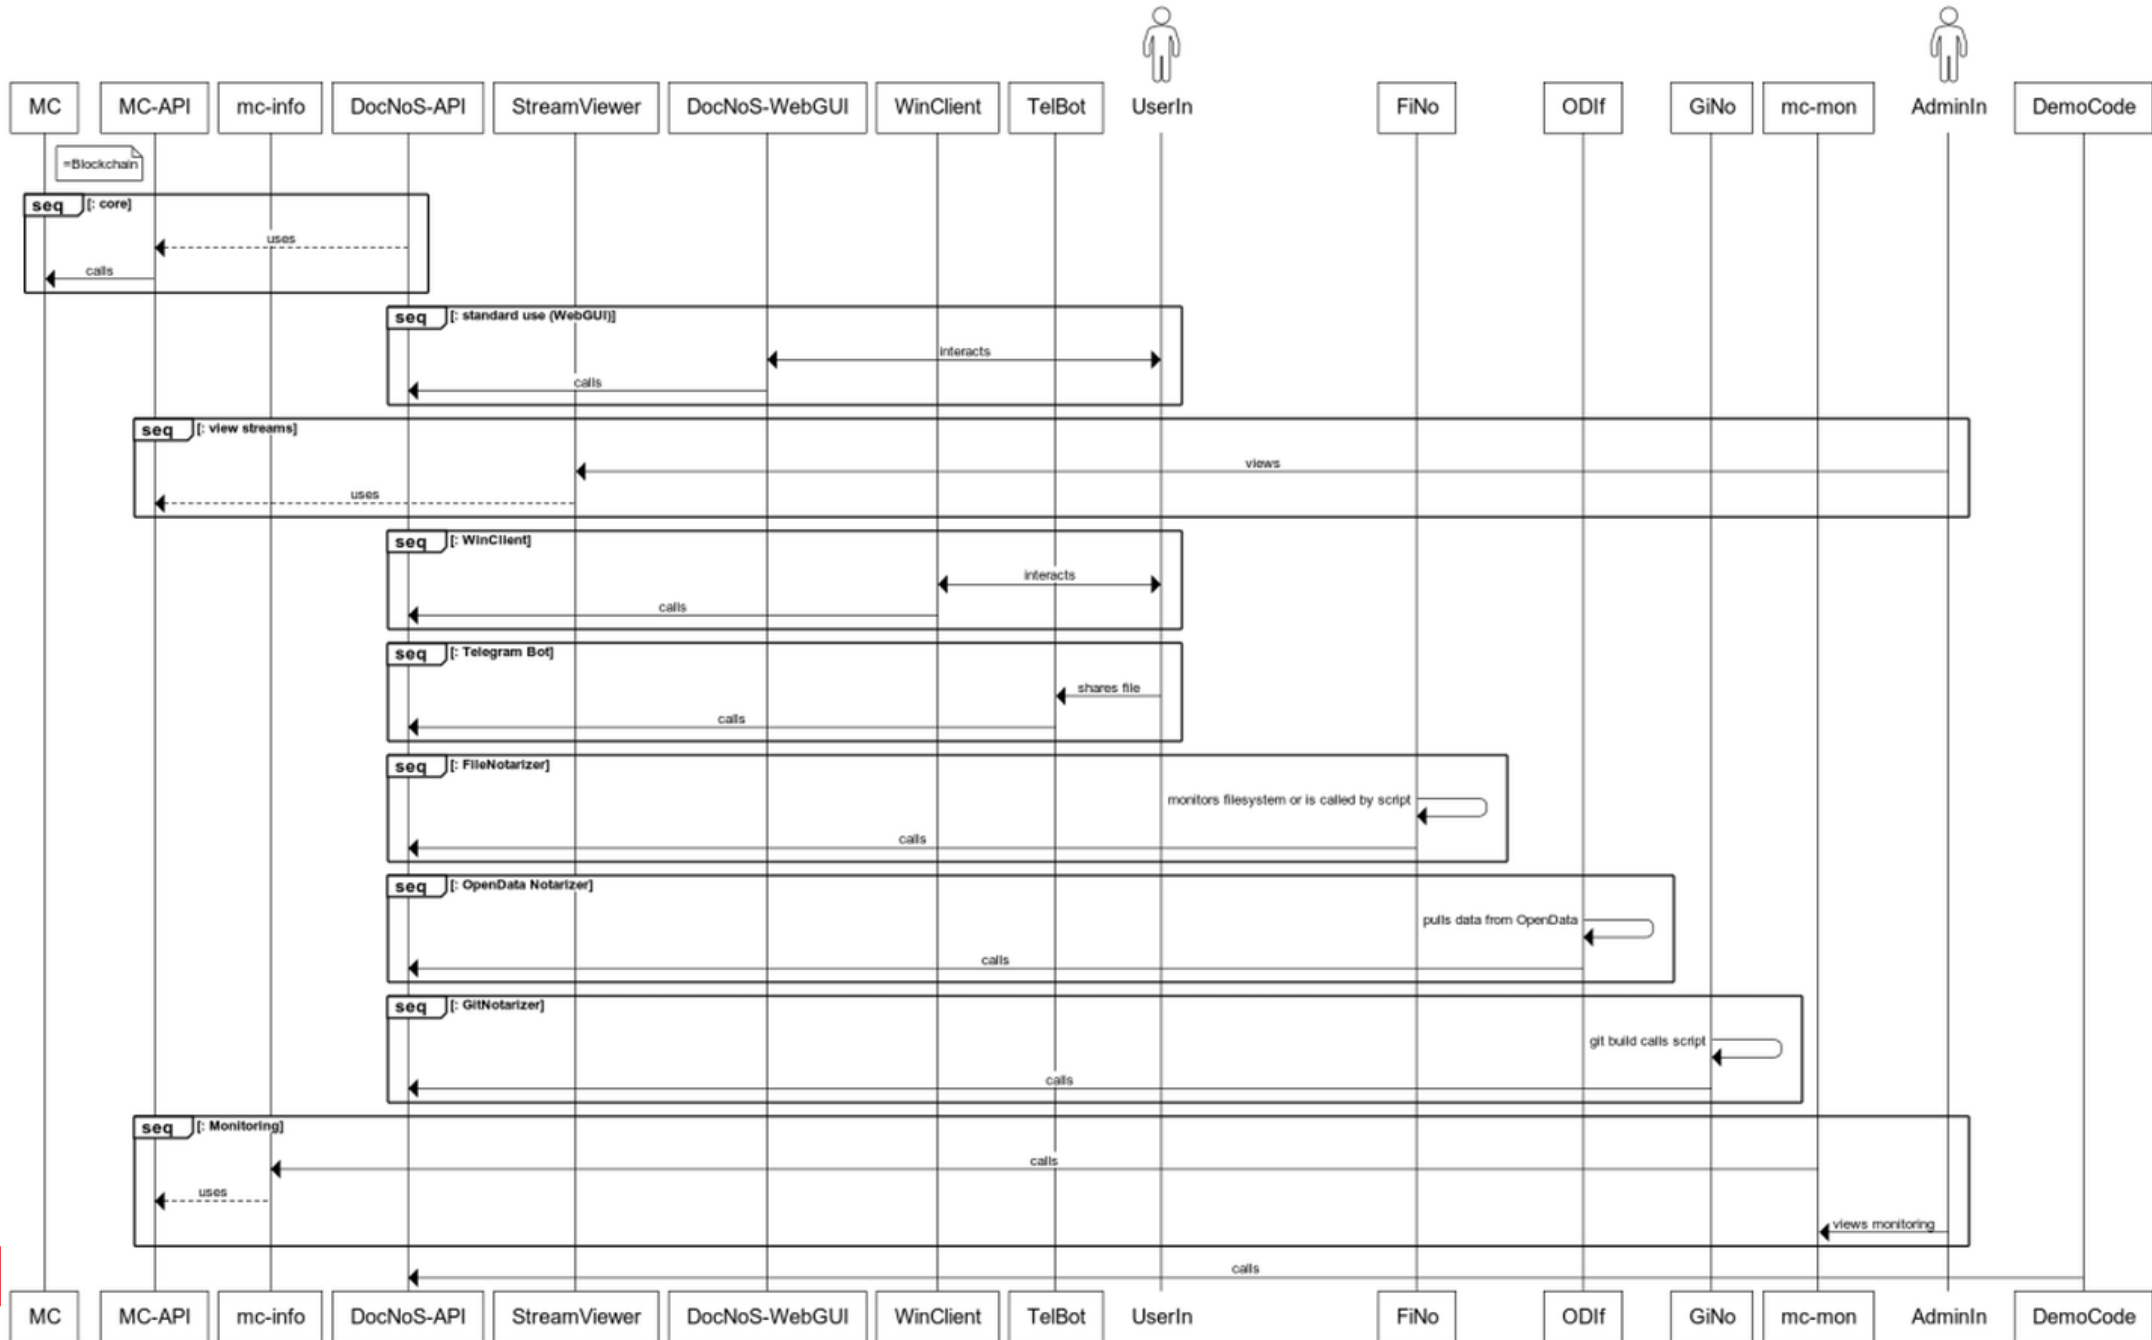 MC MC-API mc-info DocNoS-API StreamViewer DocNoS-WebGUI WinClient TelBot UserIn FiNo ODIf GiNo mc-mon AdminIn DemoCode
=Blockchain
seq [: core]
uses
calls
seq [: standard use (WebGUI)]
interacts
calls
seq [: view streams]
views
uses
seq [: WinClient]
interacts
calls
seq [: Telegram Bot]
shares file
calls
seq [: FileNotarizer]
monitors filesystem or is called by script
calls
seq [: OpenData Notarizer]
pulls data from OpenData
calls
seq [: GitNotarizer]
git build calls script
calls
seq [: Monitoring]
calls
uses
views monitoring
calls
MC MC-API mc-info DocNoS-API StreamViewer DocNoS-WebGUI WinClient TelBot UserIn FiNo ODIf GiNo mc-mon AdminIn DemoCode